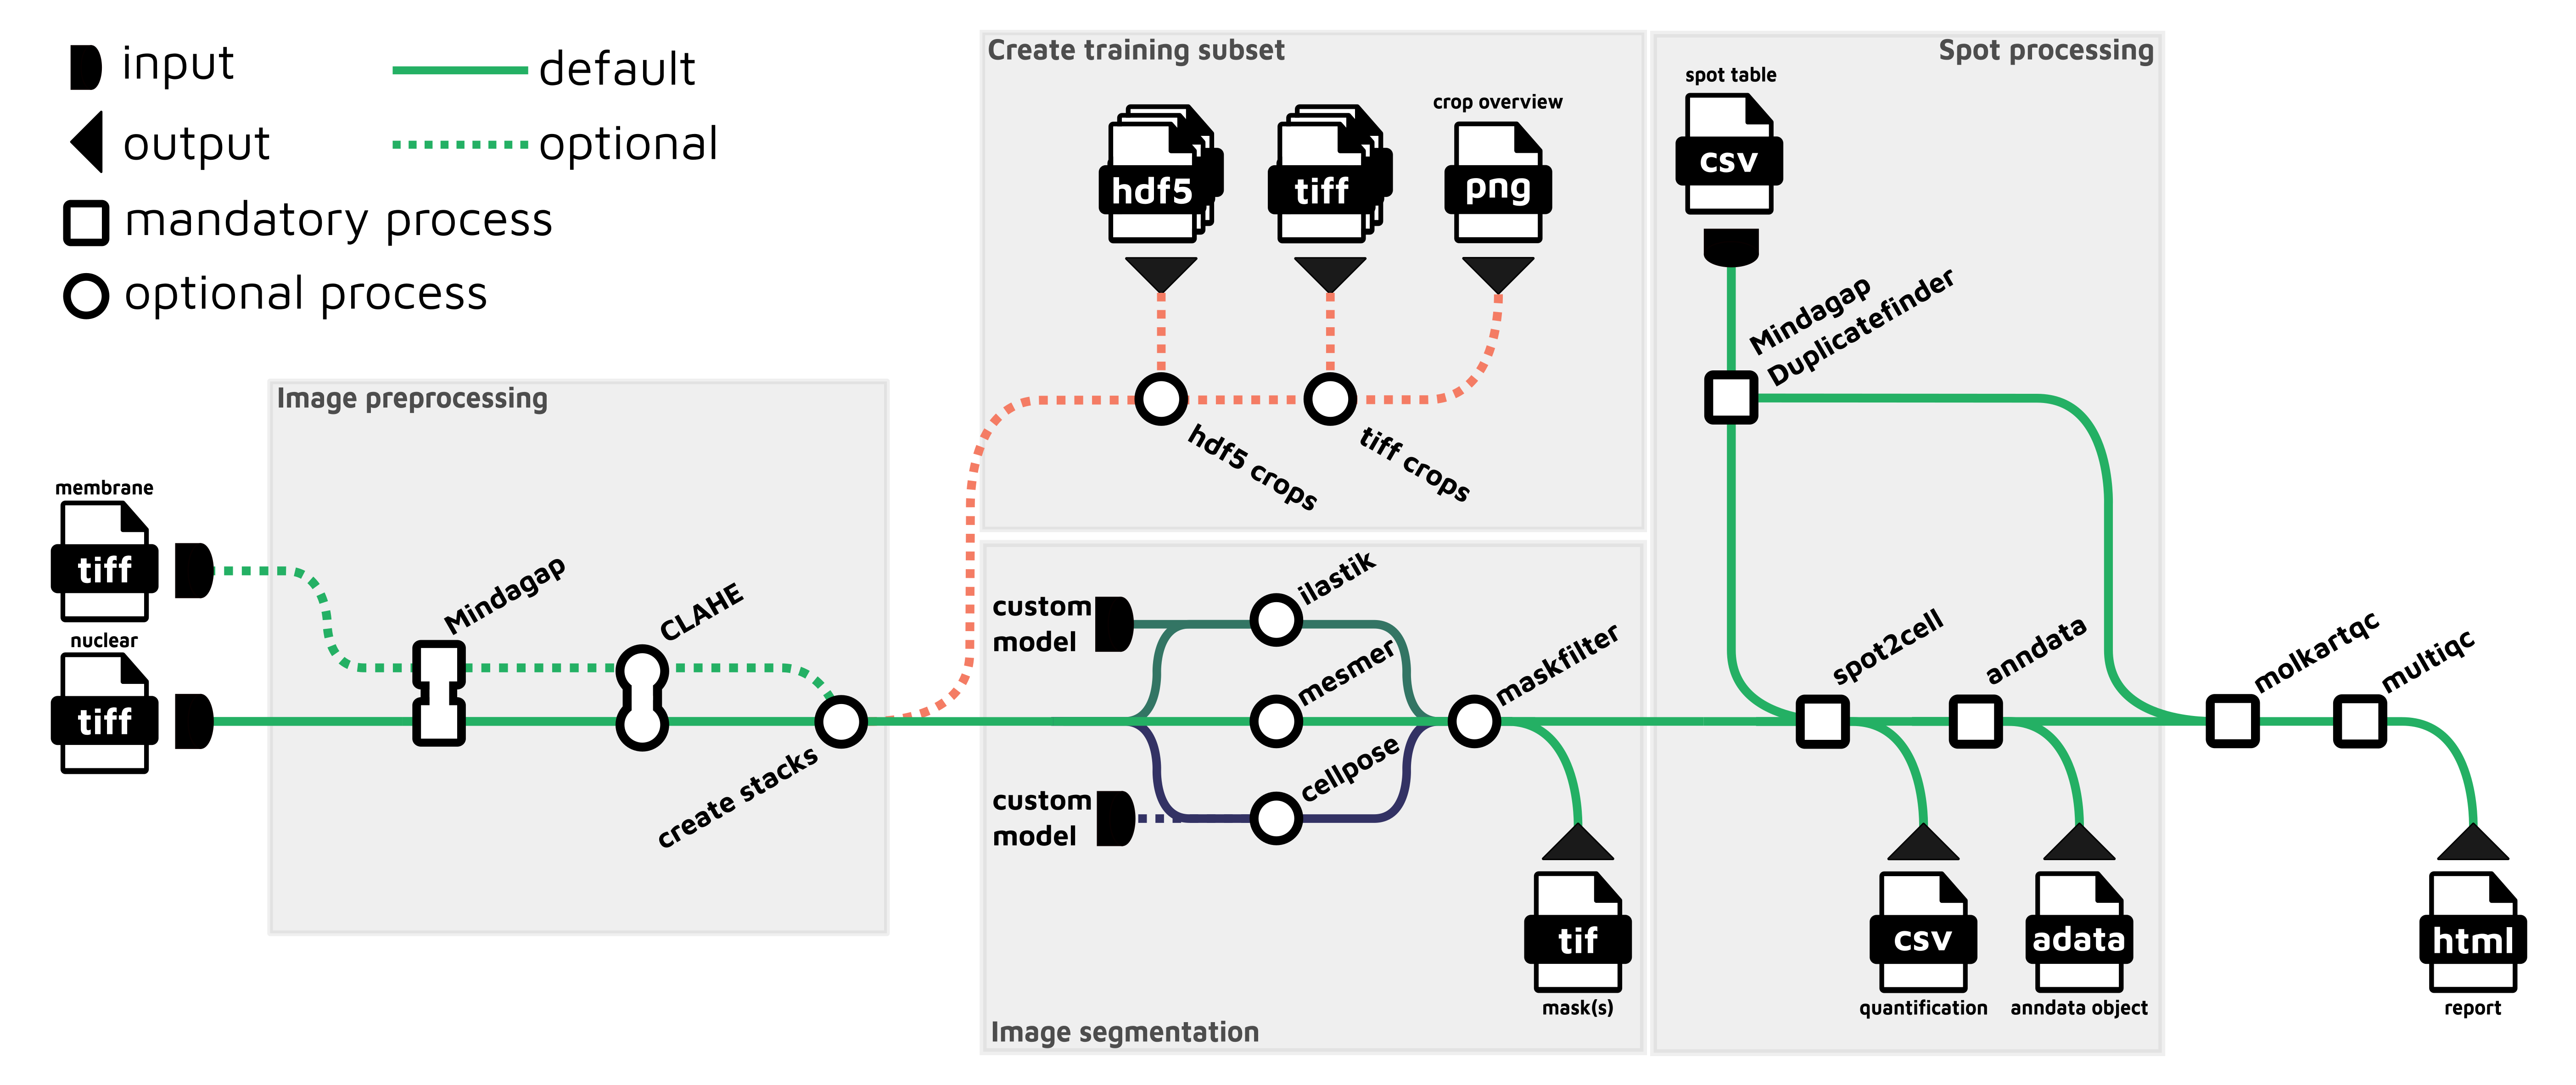 input
default
output
optional
mandatory process
optional process
Create training subset
hdf5
tiff
crop overview
png
hdf5 crops
tiff crops
Spot processing
spot table
csv
Mindagap
Duplicatefinder
Image preprocessing
membrane
tiff
nuclear
tiff
Mindagap
CLAHE
create stacks
custom
model
ilastik
mesmer
custom
model
cellpose
maskfilter
tif
mask(s)
Image segmentation
spot2cell
anndata
csv
quantification
adata
anndata object
molkartqc
multiqc
html
report